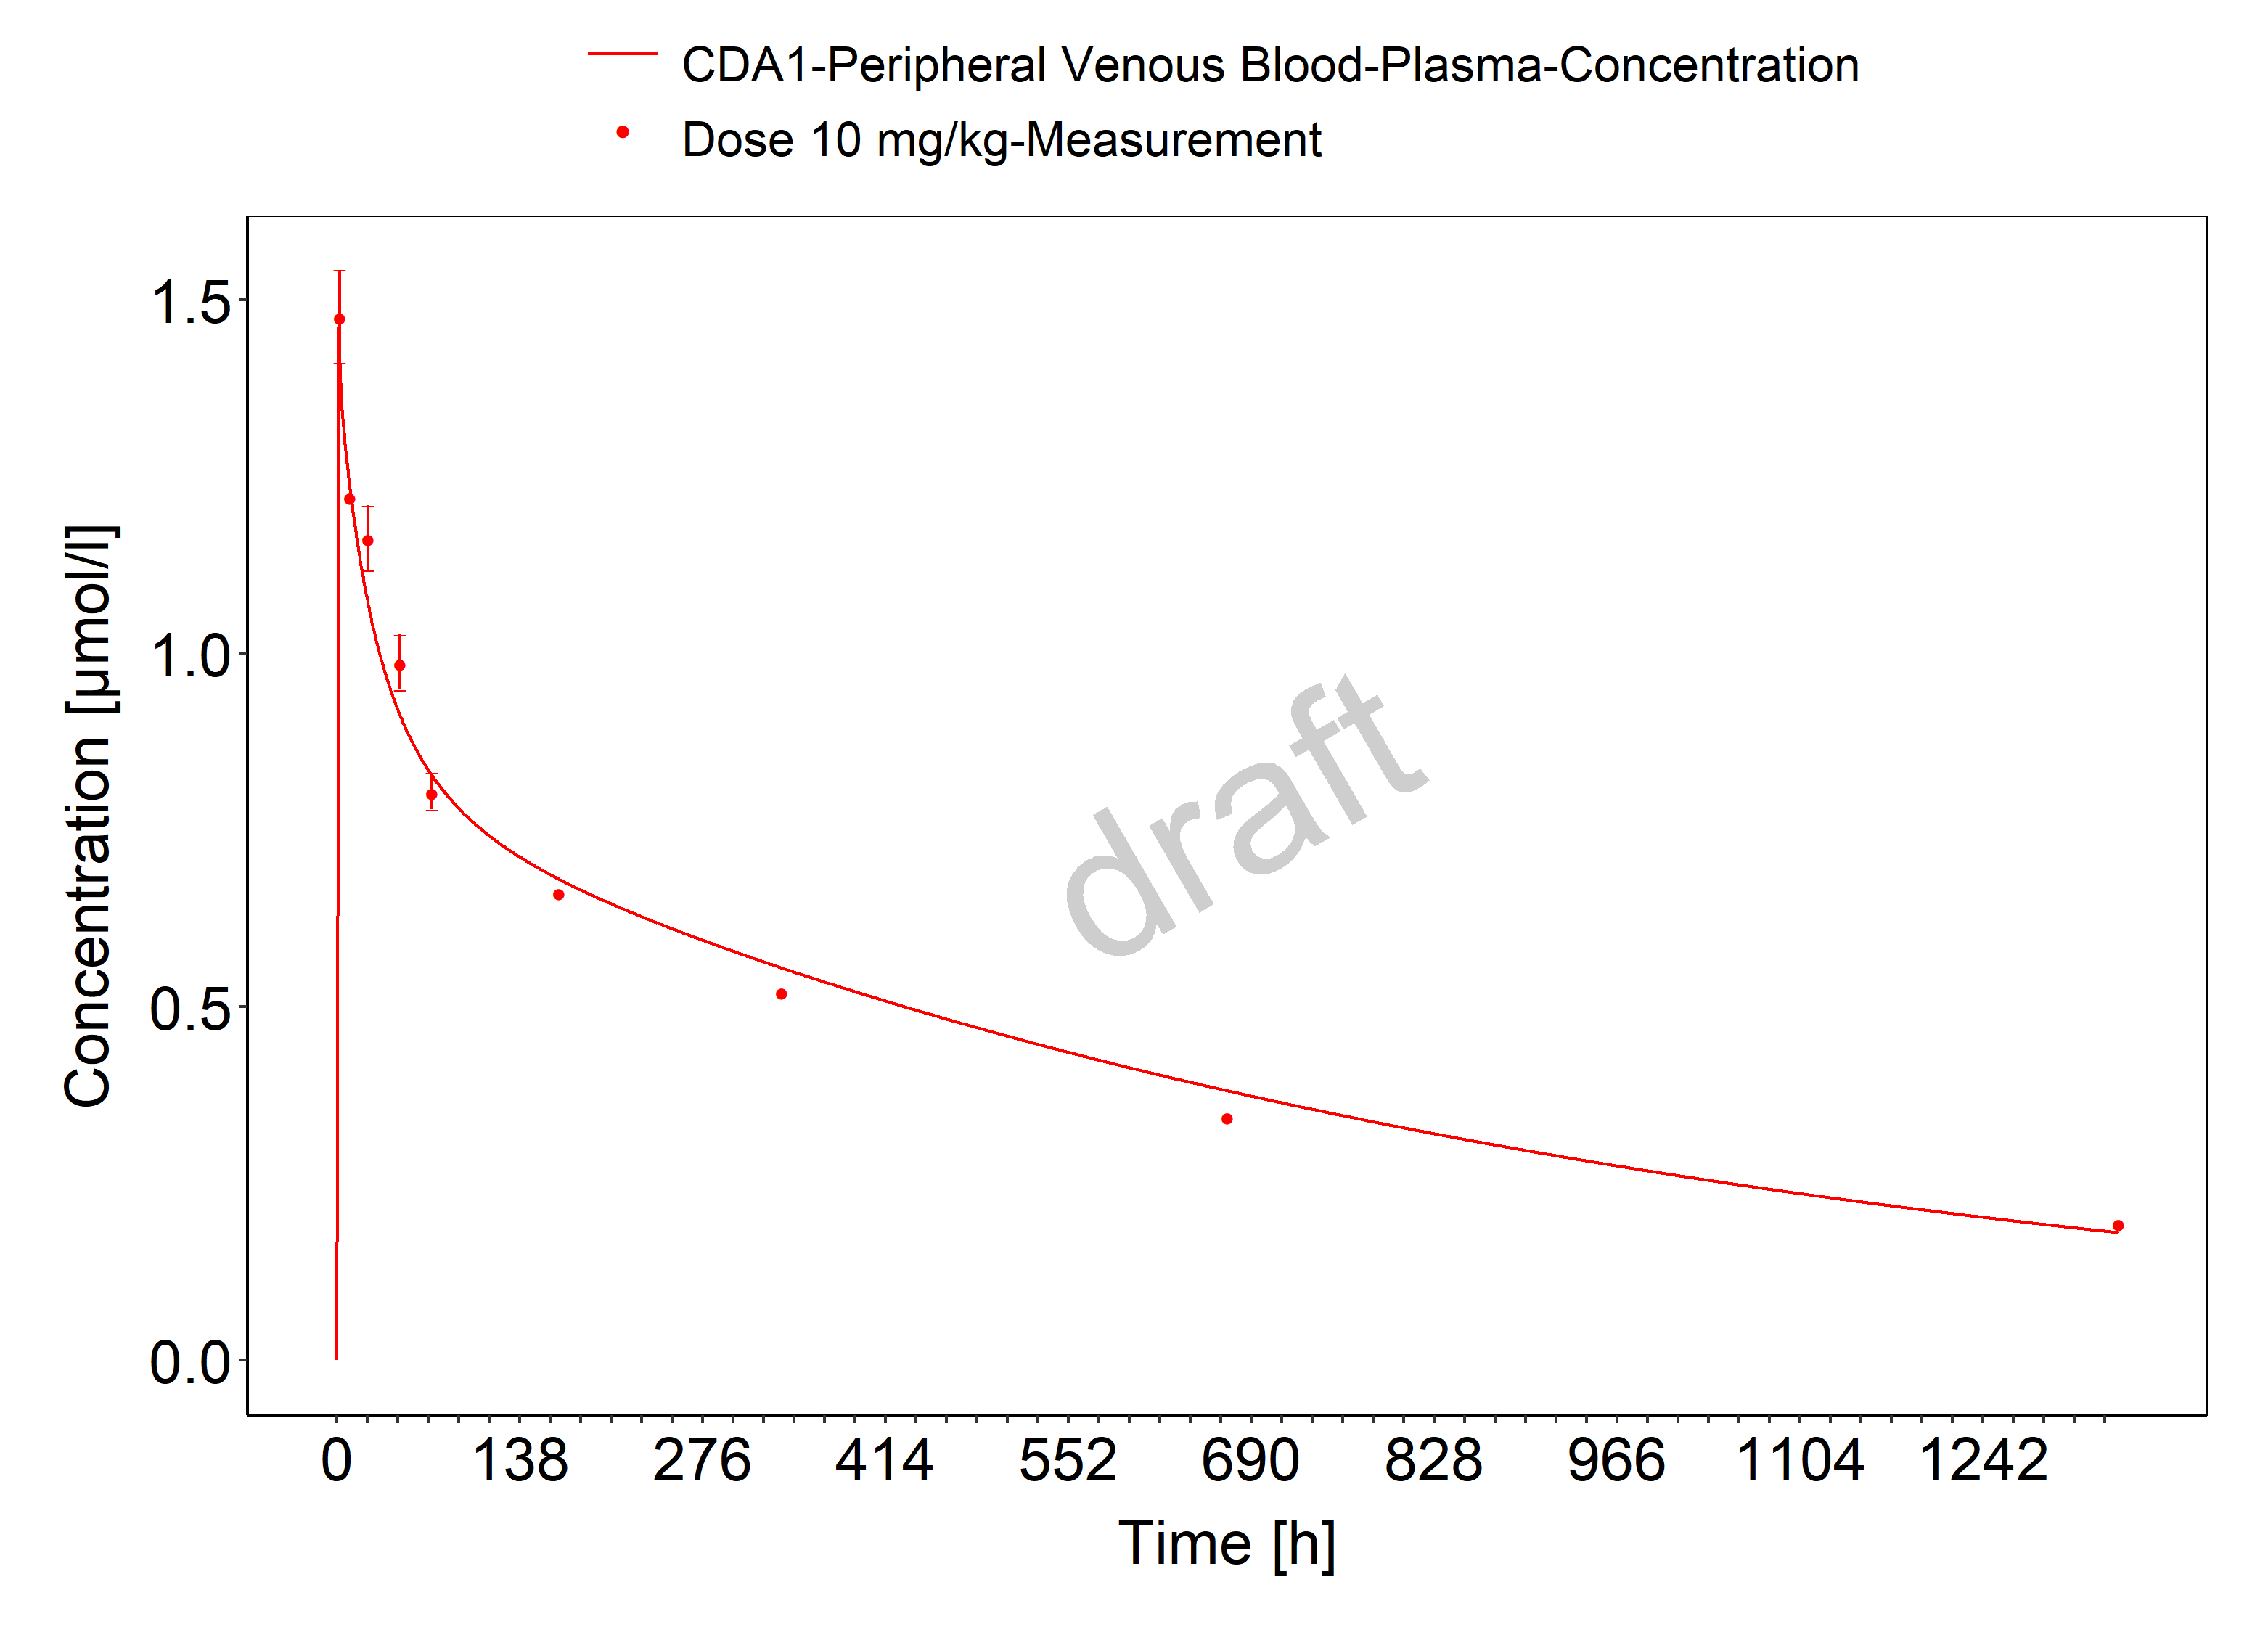 CDA1-Peripheral Venous Blood-Plasma-Concentration
Dose 10 mg/kg-Measurement
Concentration [µmol/l]
1.5
1.0
0.5
0.0
draft
0 138 276 414 552 690 828 966 1104 1242
Time [h]